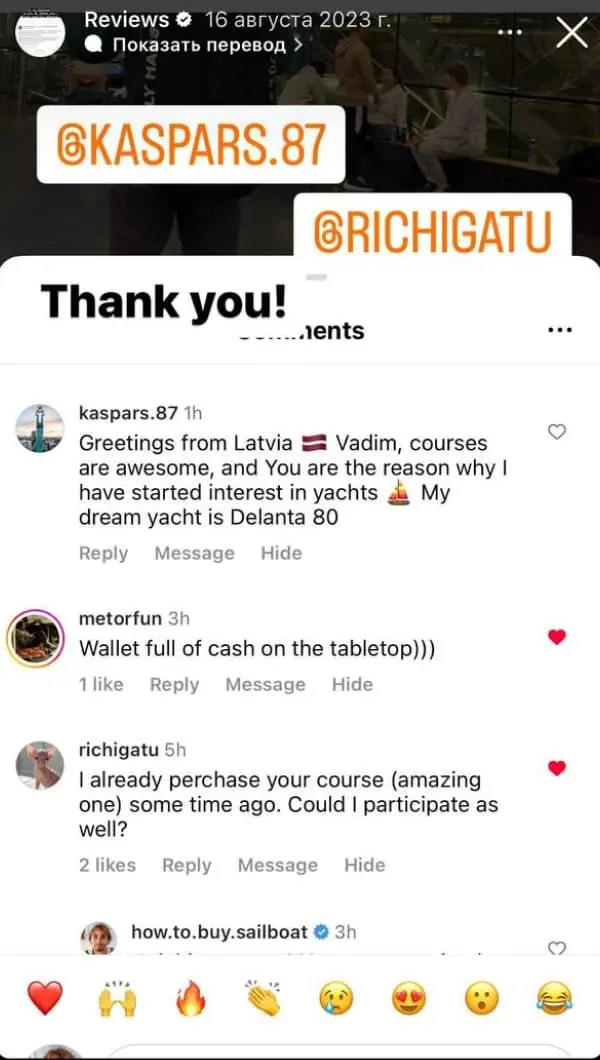 Reviews 16 августа 2023 г.
Показать перевод >
@KASPARS.87
@RICHIGATU
Thank you!
kaspars.87 1h
Greetings from Latvia 🇱🇻 Vadim, courses
are awesome, and You are the reason why I
have started interest in yachts ⛵ My
dream yacht is Delanta 80
Reply Message Hide
metorfun 3h
Wallet full of cash on the tabletop)))
1 like Reply Message Hide
richigatu 5h
I already perchase your course (amazing
one) some time ago. Could I participate as
well?
2 likes Reply Message Hide
how.to.buy.sailboat 3h